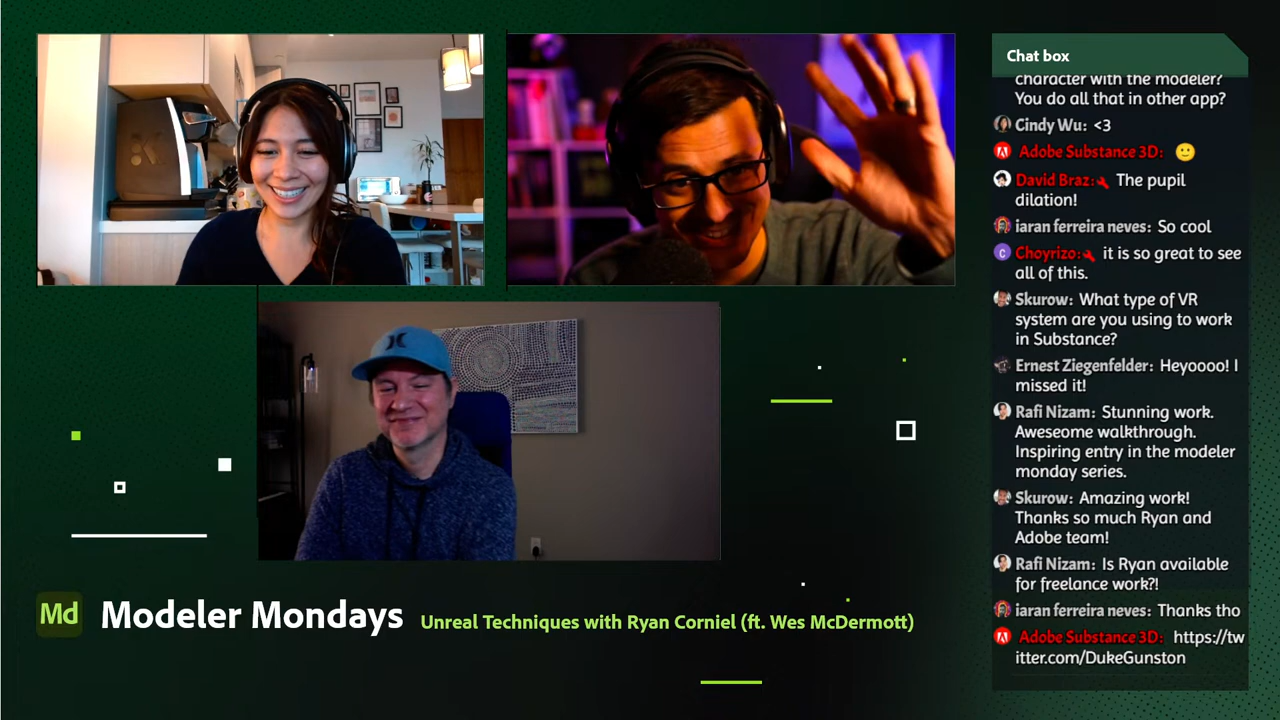 Chat box
character with the modeler?
You do all that in other app?
Cindy Wu: <3
Adobe Substance 3D: 🙂
David Braz: The pupil
dilation!
iaran ferreira neves: So cool
C Choyrizo: it is so great to see
all of this.
Skurow: What type of VR
system are you using to work
in Substance?
Ernest Ziegenfelder: Heyoooo! I
missed it!
Rafi Nizam: Stunning work.
Aweseome walkthrough.
Inspiring entry in the modeler
monday series.
Skurow: Amazing work!
Thanks so much Ryan and
Adobe team!
Rafi Nizam: Is Ryan available
for freelance work?!
iaran ferreira neves: Thanks tho
Adobe Substance 3D: https://tw
itter.com/DukeGunston
Md Modeler Mondays Unreal Techniques with Ryan Corniel (ft. Wes McDermott)